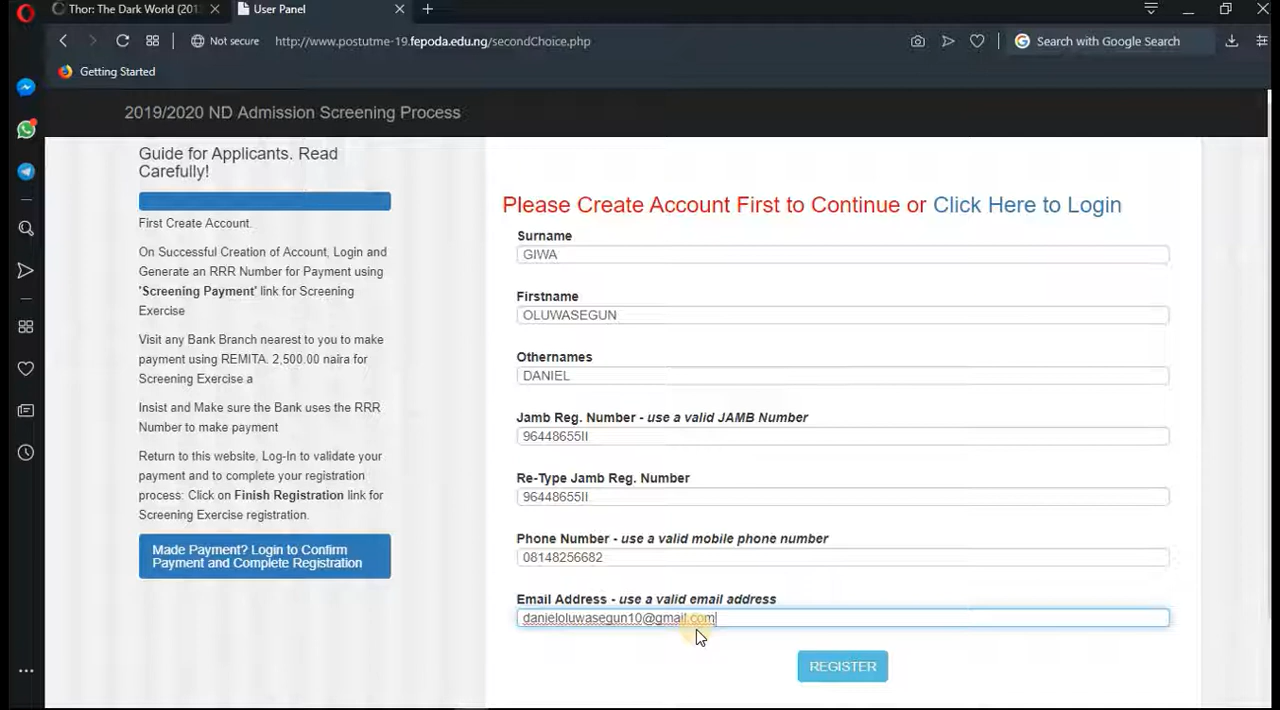 Thor: The Dark World (201
User Panel
Not secure
http://www.postutme-19.fepoda.edu.ng/secondChoice.php
Search with Google Search
Getting Started
2019/2020 ND Admission Screening Process
Guide for Applicants. Read
Carefully!
First Create Account.
On Successful Creation of Account, Login and
Generate an RRR Number for Payment using
'Screening Payment' link for Screening
Exercise
Visit any Bank Branch nearest to you to make
payment using REMITA. 2,500.00 naira for
Screening Exercise a
Insist and Make sure the Bank uses the RRR
Number to make payment
Return to this website, Log-In to validate your
payment and to complete your registration
process: Click on Finish Registration link for
Screening Exercise registration.
Made Payment? Login to Confirm
Payment and Complete Registration
Please Create Account First to Continue or Click Here to Login
Surname
GIWA
Firstname
OLUWASEGUN
Othernames
DANIEL
Jamb Reg. Number - use a valid JAMB Number
96448655II
Re-Type Jamb Reg. Number
96448655II
Phone Number - use a valid mobile phone number
08148256682
Email Address - use a valid email address
danieloluwasegun10@gmail.com
REGISTER